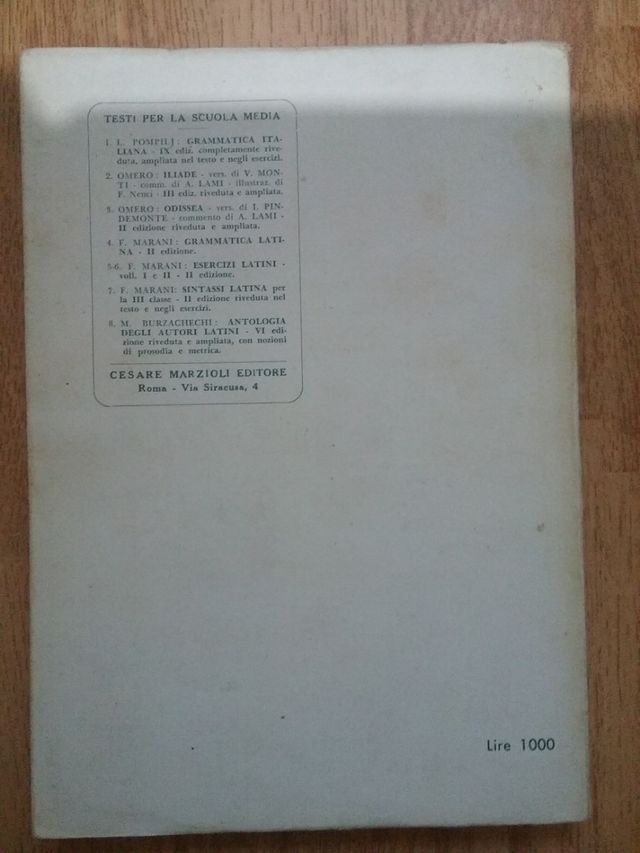 TESTI PER LA SCUOLA MEDIA
1. L. POMPILJ: GRAMMATICA ITA-
LIANA - IX ediz. completamente rive-
duta, ampliata nel testo e negli esercizi.
2. OMERO: ILIADE - vers. di V. MON-
TI - comm. di A. LAMI - illustraz. di
F. Nenci - III ediz. riveduta e ampliata.
3. OMERO: ODISSEA - vers. di I. PIN-
DEMONTE - commento di A. LAMI -
II edizione riveduta e ampliata.
4. F. MARANI: GRAMMATICA LATI-
NA - II edizione.
5-6. F. MARANI: ESERCIZI LATINI -
voll. I e II - II edizione.
7. F. MARANI: SINTASSI LATINA per
la III classe - II edizione riveduta nel
testo e negli esercizi.
8. M. BURZACHECHI: ANTOLOGIA
DEGLI AUTORI LATINI - VI edi-
zione riveduta e ampliata, con nozioni
di prosodia e metrica.
CESARE MARZIOLI EDITORE
Roma - Via Siracusa, 4
Lire 1000